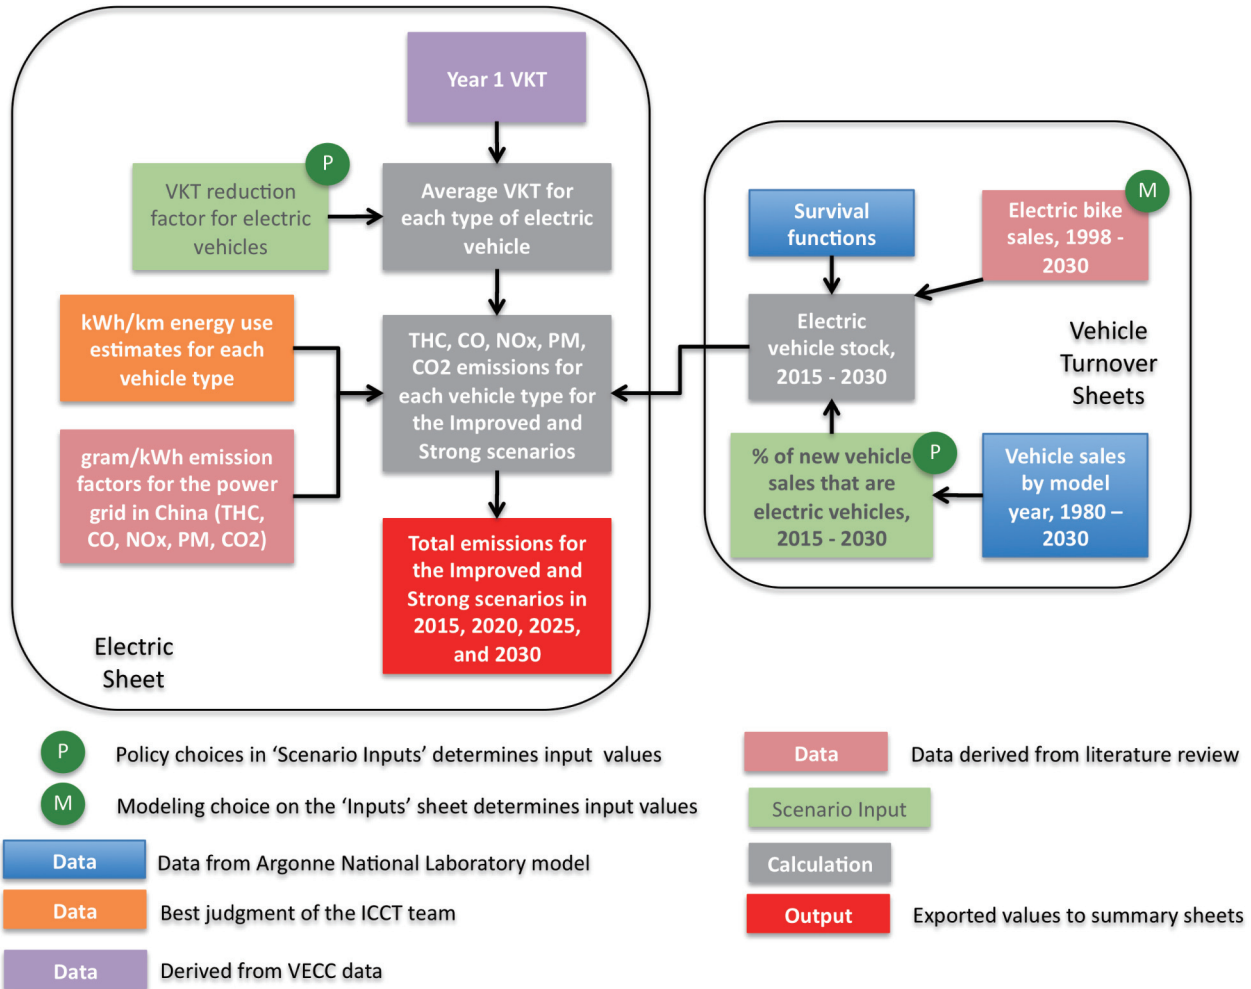 Year 1 VKT
P
VKT reduction
factor for electric
vehicles
Average VKT for
each type of electric
vehicle
kWh/km energy use
estimates for each
vehicle type
THC, CO, NOx, PM,
CO2 emissions for
each vehicle type for
the Improved and
Strong scenarios
gram/kWh emission
factors for the power
grid in China (THC,
CO, NOx, PM, CO2)
Total emissions for
the Improved and
Strong scenarios in
2015, 2020, 2025,
and 2030
Electric
Sheet
Survival
functions
M
Electric bike
sales, 1998 -
2030
Electric
vehicle stock,
2015 - 2030
Vehicle
Turnover
Sheets
P
% of new vehicle
sales that are
electric vehicles,
2015 - 2030
Vehicle sales
by model
year, 1980 –
2030
P Policy choices in ‘Scenario Inputs’ determines input values
M Modeling choice on the ‘Inputs’ sheet determines input values
Data Data from Argonne National Laboratory model
Data Best judgment of the ICCT team
Data Derived from VECC data
Data Data derived from literature review
Scenario Input
Calculation
Output Exported values to summary sheets